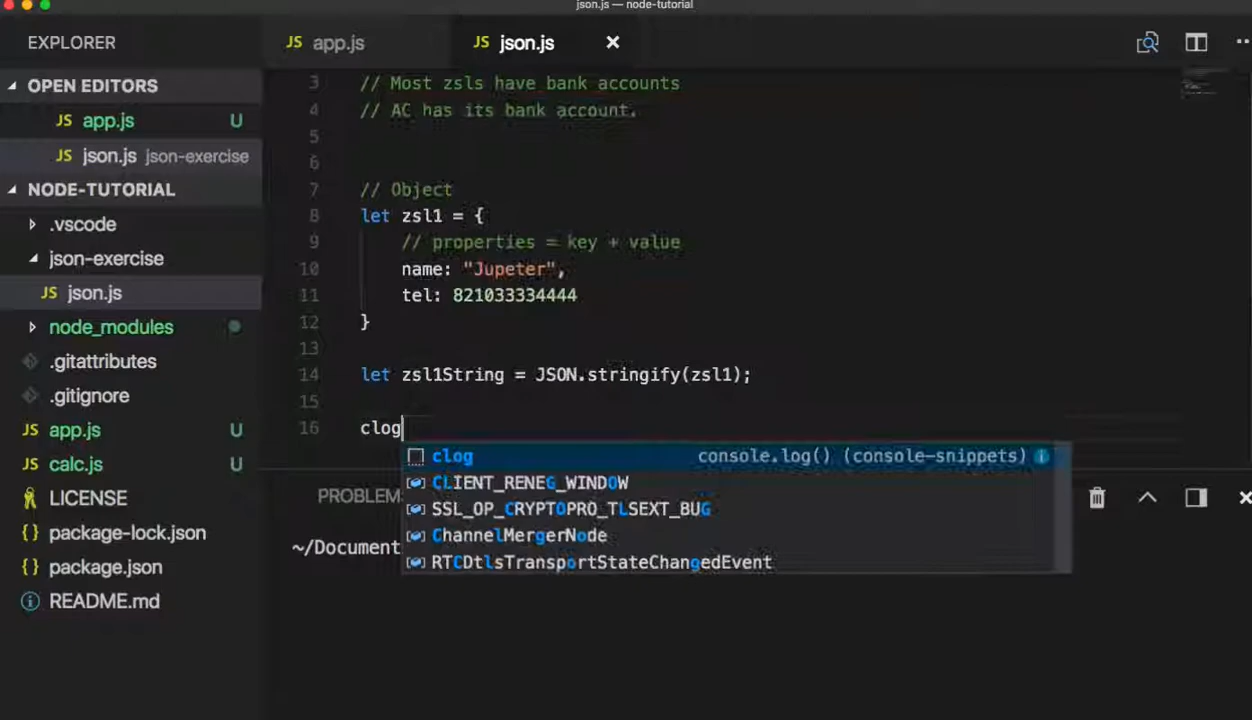 json.js — node-tutorial
EXPLORER
JS app.js
JS json.js ×
OPEN EDITORS
JS app.js U
JS json.js json-exercise
NODE-TUTORIAL
.vscode
json-exercise
JS json.js
node_modules
.gitattributes
.gitignore
JS app.js U
JS calc.js U
LICENSE
{} package-lock.json
{} package.json
README.md
3 // Most zsls have bank accounts
4 // AC has its bank account.
5
6
7 // Object
8 let zsl1 = {
9 // properties = key + value
10 name: "Jupeter",
11 tel: 821033334444
12 }
13
14 let zsl1String = JSON.stringify(zsl1);
15
16 clog
clog console.log() (console-snippets)
CLIENT_RENEG_WINDOW
SSL_OP_CRYPTOPRO_TLSEXT_BUG
ChannelMergerNode
RTCDtlsTransportStateChangedEvent
PROBLEM
~/Document